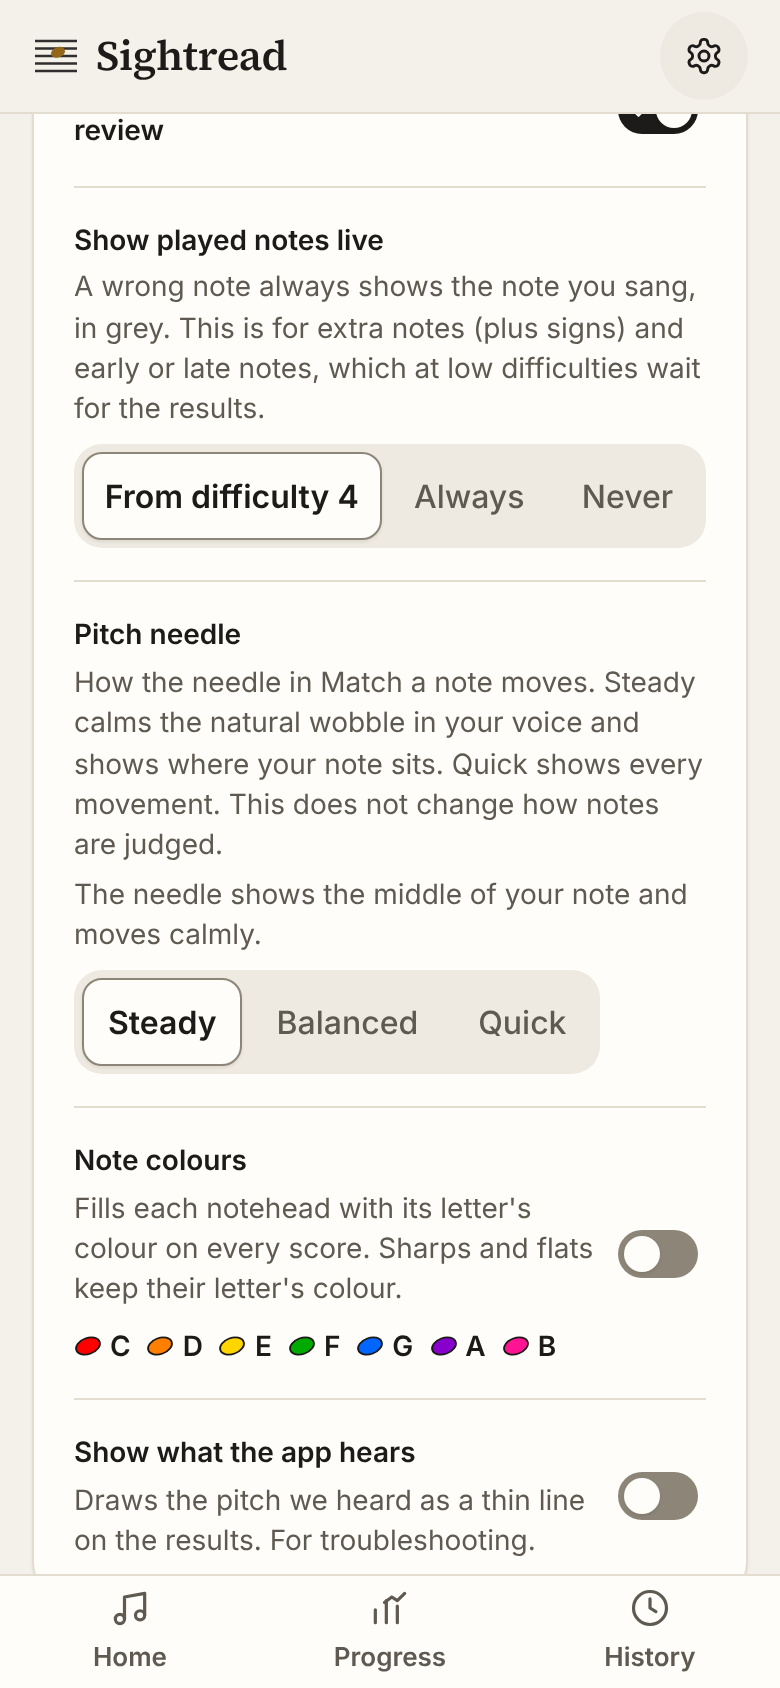 Sightread
review
Show played notes live
A wrong note always shows the note you sang,
in grey. This is for extra notes (plus signs) and
early or late notes, which at low difficulties wait
for the results.
From difficulty 4 Always Never
Pitch needle
How the needle in Match a note moves. Steady
calms the natural wobble in your voice and
shows where your note sits. Quick shows every
movement. This does not change how notes
are judged.
The needle shows the middle of your note and
moves calmly.
Steady Balanced Quick
Note colours
Fills each notehead with its letter's
colour on every score. Sharps and flats
keep their letter's colour.
C D E F G A B
Show what the app hears
Draws the pitch we heard as a thin line
on the results. For troubleshooting.
Home Progress History